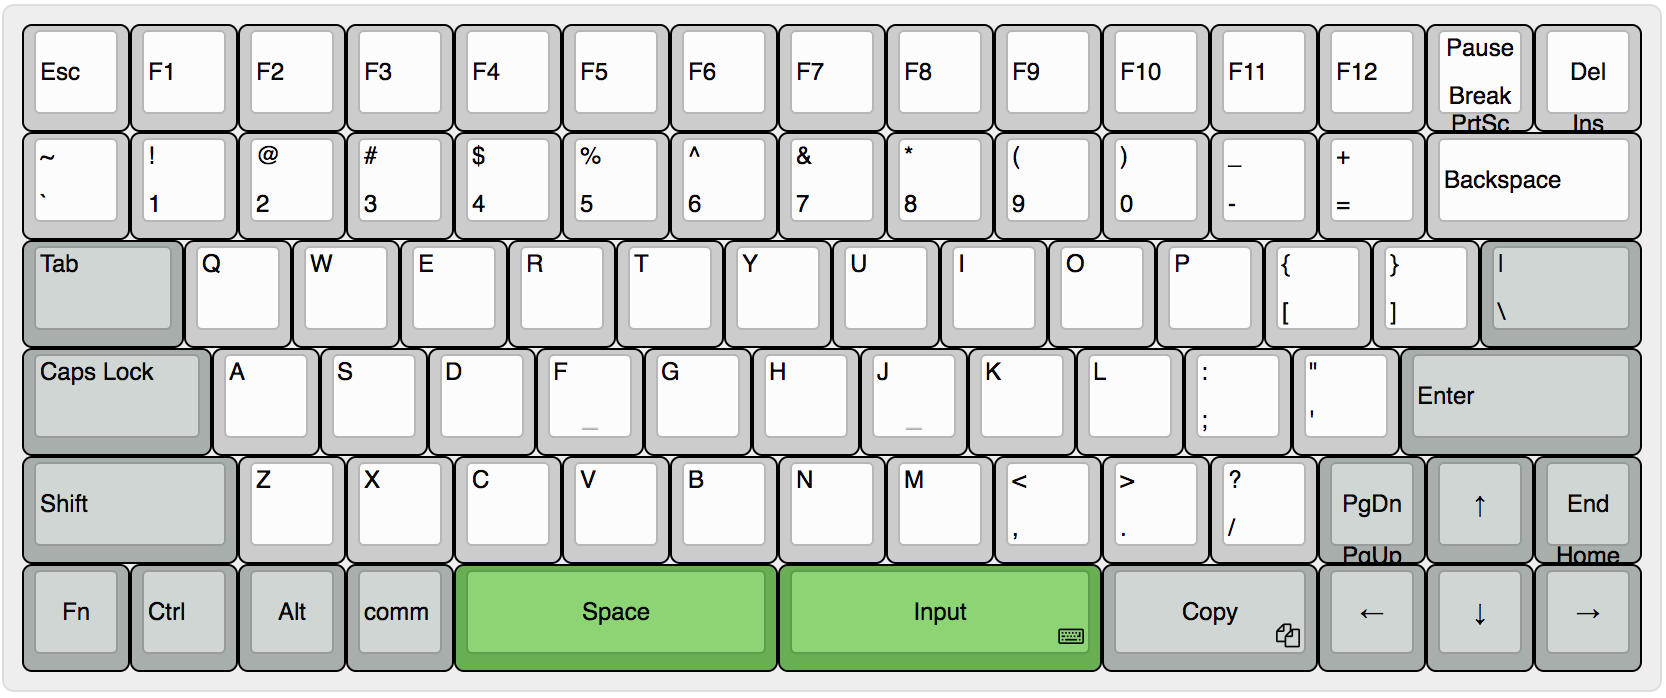 Esc F1 F2 F3 F4 F5 F6 F7 F8 F9 F10 F11 F12 Pause Break PrtSc Del Ins
~ ! @ # $ % ^ & * ( ) _ +
` 1 2 3 4 5 6 7 8 9 0 - = Backspace
Tab Q W E R T Y U I O P { } |
[ ] \
Caps Lock A S D F G H J K L : "
_ _ ; ' Enter
Z X C V B N M < > ?
Shift , . / PgDn PgUp ↑ End Home
Fn Ctrl Alt comm Space Input Copy ← ↓ →